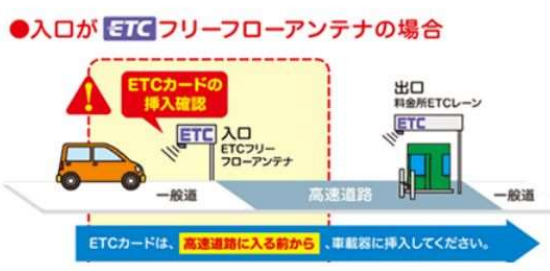 ●入口が ETC フリーフローアンテナの場合
ETCカードの
挿入確認
ETC
入口
ETCフリー
フローアンテナ
出口
料金所ETCレーン
ETC
一般道
高速道路
一般道
ETCカードは、高速道路に入る前から、車載器に挿入してください。